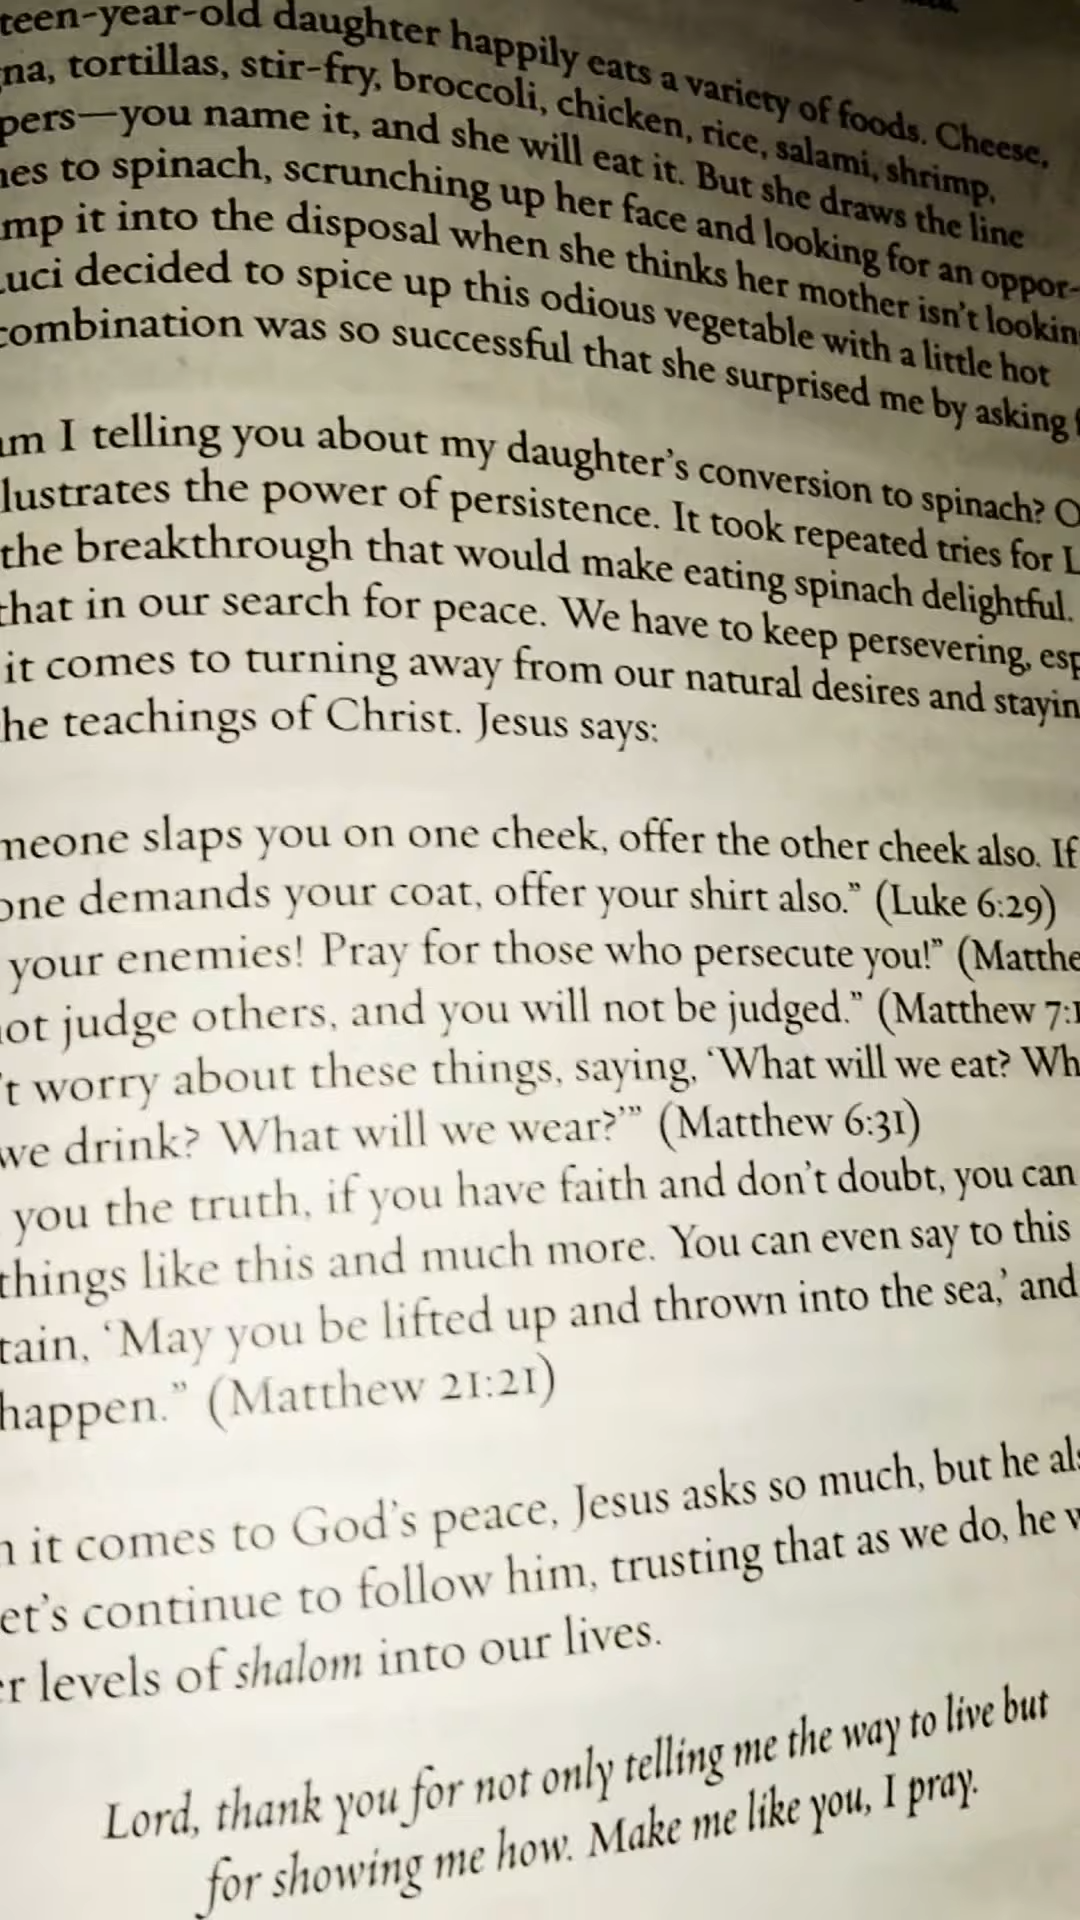 teen-year-old daughter happily eats a variety of foods. Cheese,
na, tortillas, stir-fry, broccoli, chicken, rice, salami, shrimp,
pers—you name it, and she will eat it. But she draws the line
nes to spinach, scrunching up her face and looking for an oppor-
mp it into the disposal when she thinks her mother isn't lookin
uci decided to spice up this odious vegetable with a little hot
combination was so successful that she surprised me by asking f
am I telling you about my daughter's conversion to spinach? O
lustrates the power of persistence. It took repeated tries for L
the breakthrough that would make eating spinach delightful.
that in our search for peace. We have to keep persevering, esp
it comes to turning away from our natural desires and stayin
he teachings of Christ. Jesus says:
meone slaps you on one cheek, offer the other cheek also. If
one demands your coat, offer your shirt also.” (Luke 6:29)
your enemies! Pray for those who persecute you!” (Matthe
not judge others, and you will not be judged.” (Matthew 7:1
't worry about these things, saying, ‘What will we eat? Wh
we drink? What will we wear?’” (Matthew 6:31)
you the truth, if you have faith and don't doubt, you can
things like this and much more. You can even say to this
tain, ‘May you be lifted up and thrown into the sea,’ and
happen.” (Matthew 21:21)
n it comes to God's peace, Jesus asks so much, but he als
et's continue to follow him, trusting that as we do, he w
er levels of shalom into our lives.
Lord, thank you for not only telling me the way to live but
for showing me how. Make me like you, I pray.